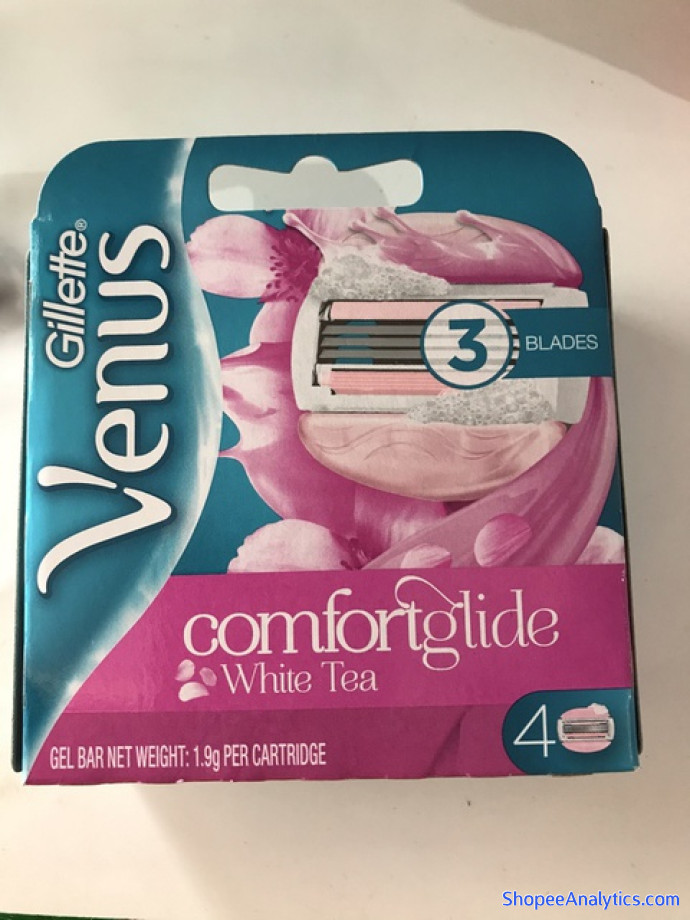 Gillette®
Venus
3 BLADES
comfortglide
White Tea
GEL BAR NET WEIGHT: 1.9g PER CARTRIDGE
4
ShopeeAnalytics.com